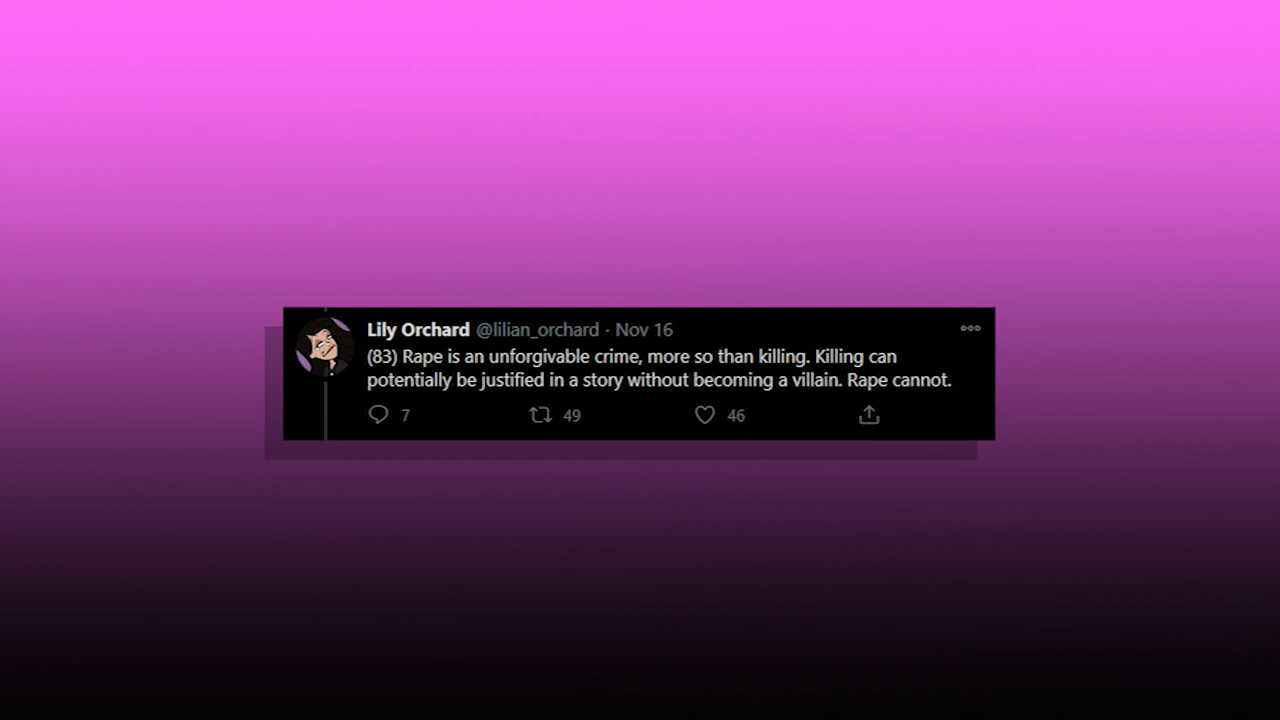 Lily Orchard @lilian_orchard · Nov 16
(83) Rape is an unforgivable crime, more so than killing. Killing can
potentially be justified in a story without becoming a villain. Rape cannot.
7 49 46